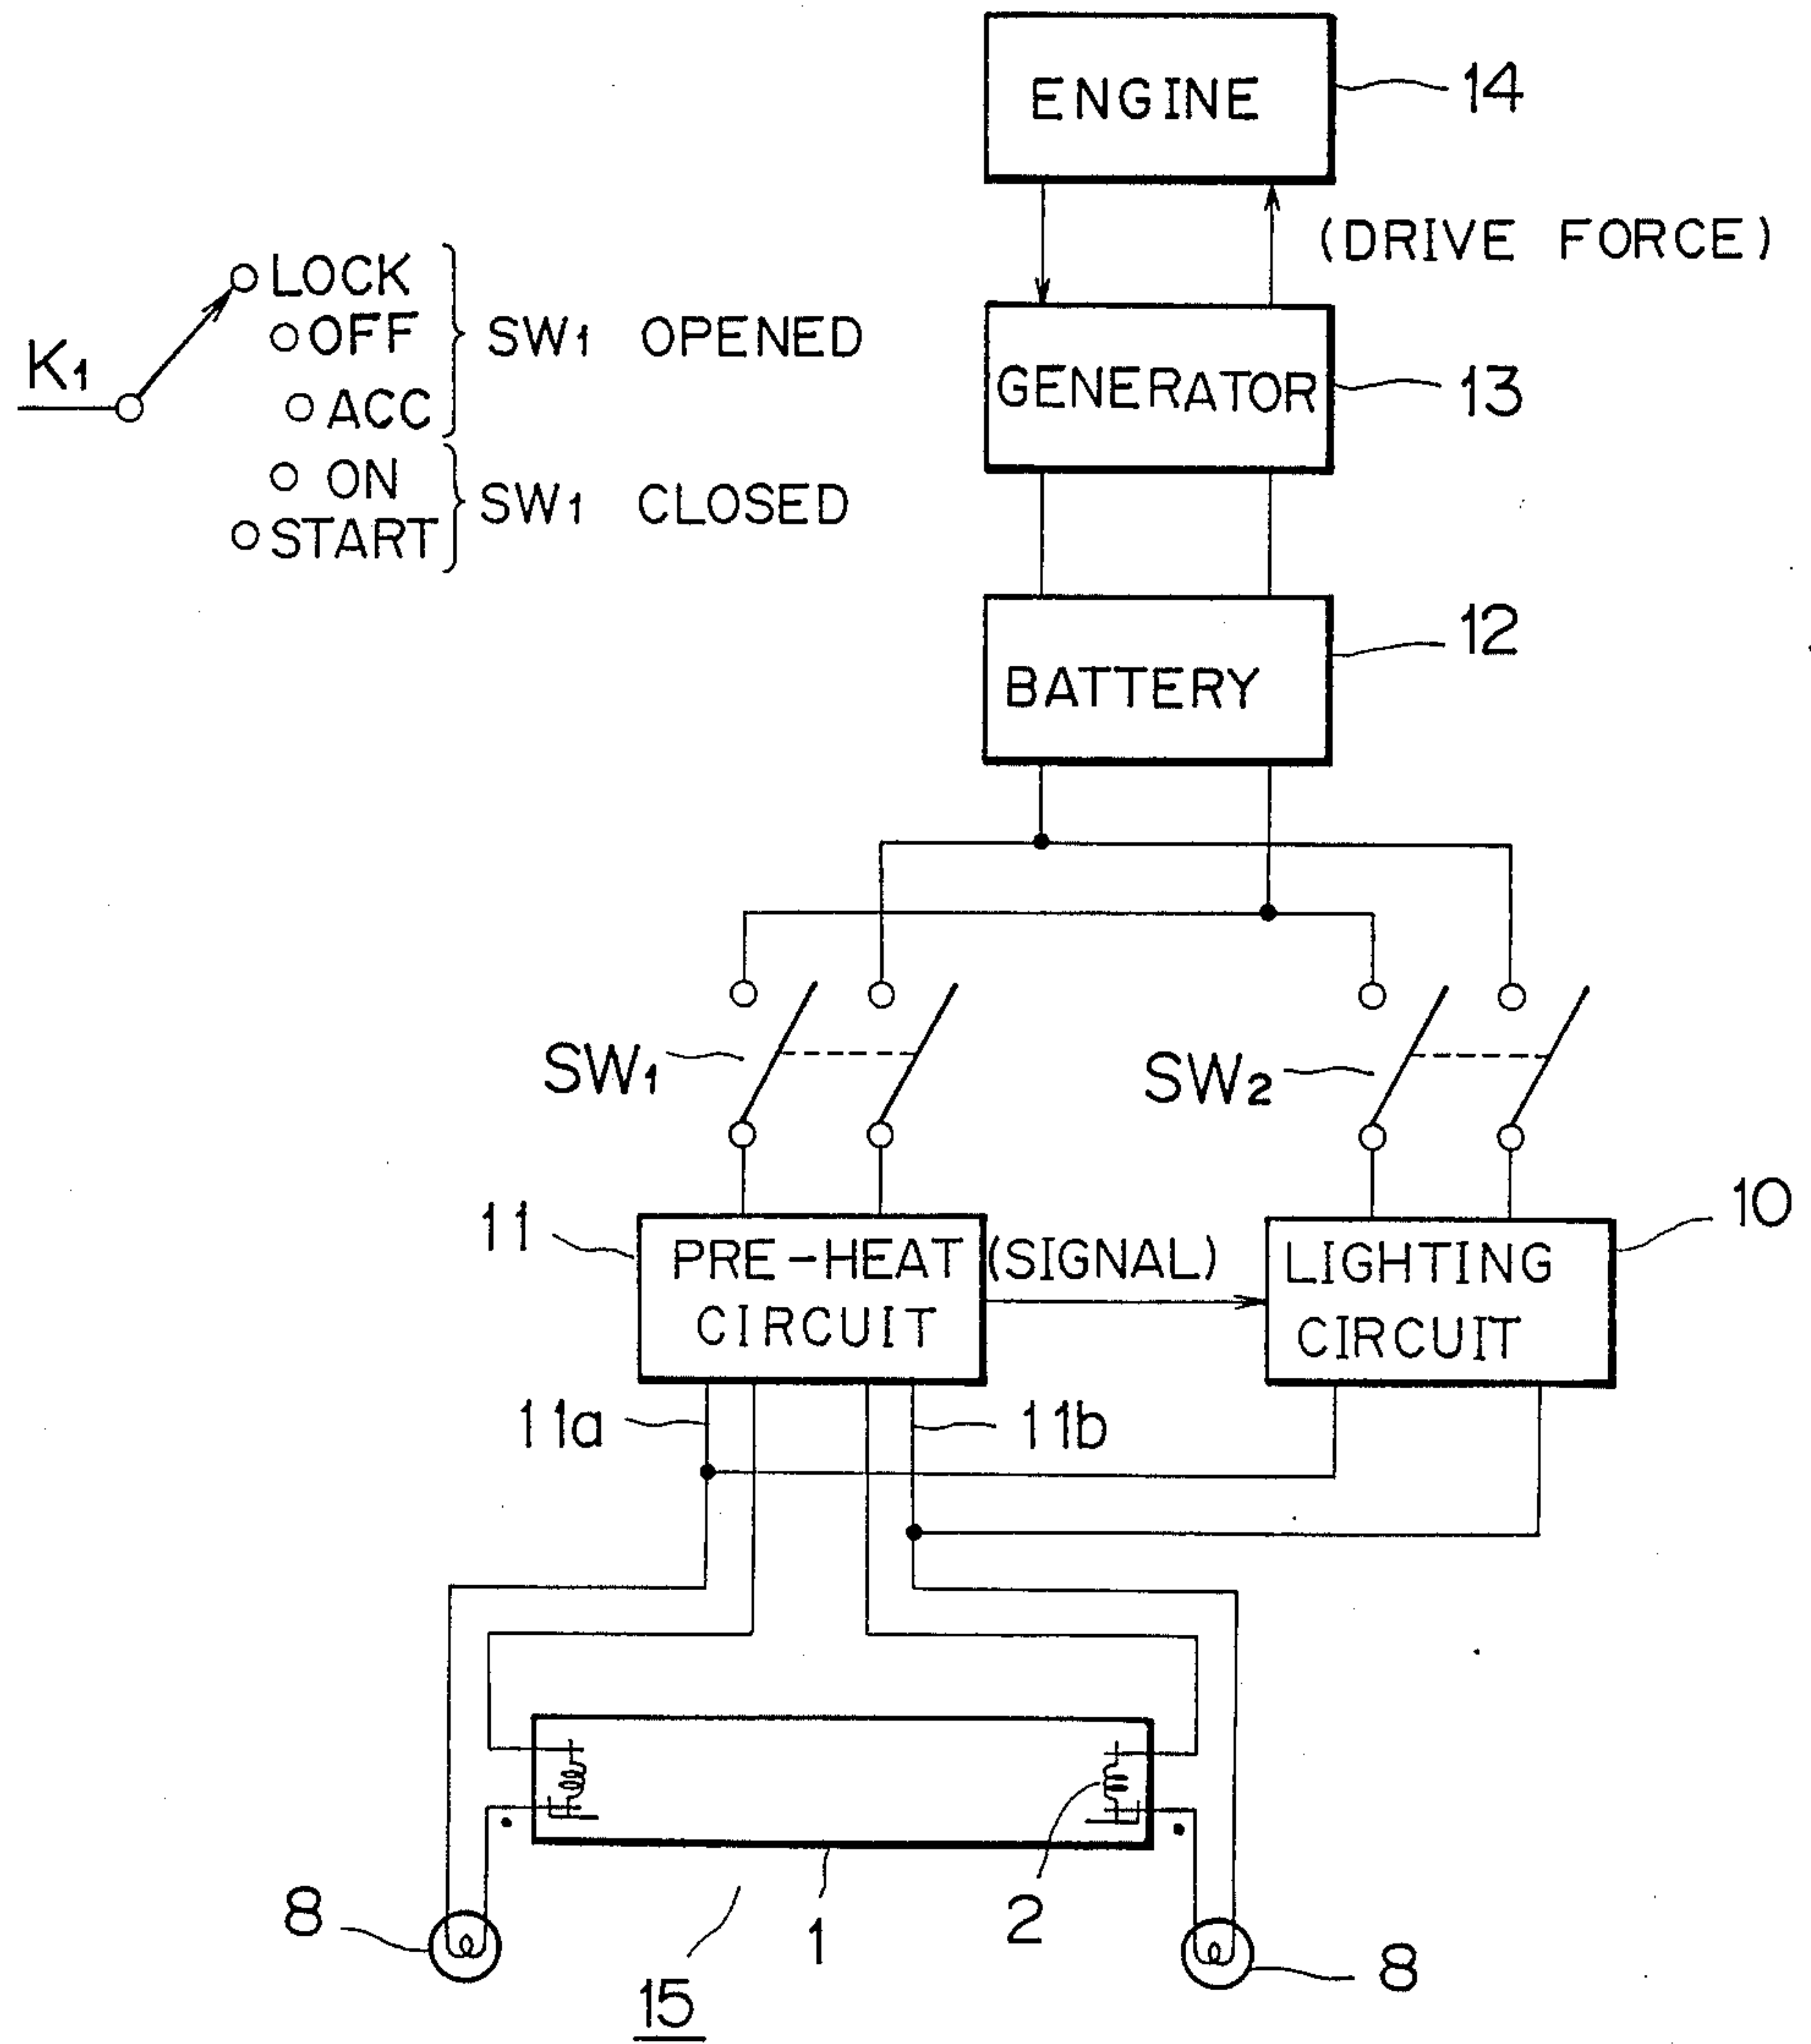 ENGINE
14
(DRIVE FORCE)
K1
LOCK
OFF
ACC
SW1 OPENED
ON
START
SW1 CLOSED
GENERATOR
13
BATTERY
12
SW1
SW2
11
PRE-HEAT
CIRCUIT
(SIGNAL)
LIGHTING
CIRCUIT
10
11a
11b
8
1
2
8
15